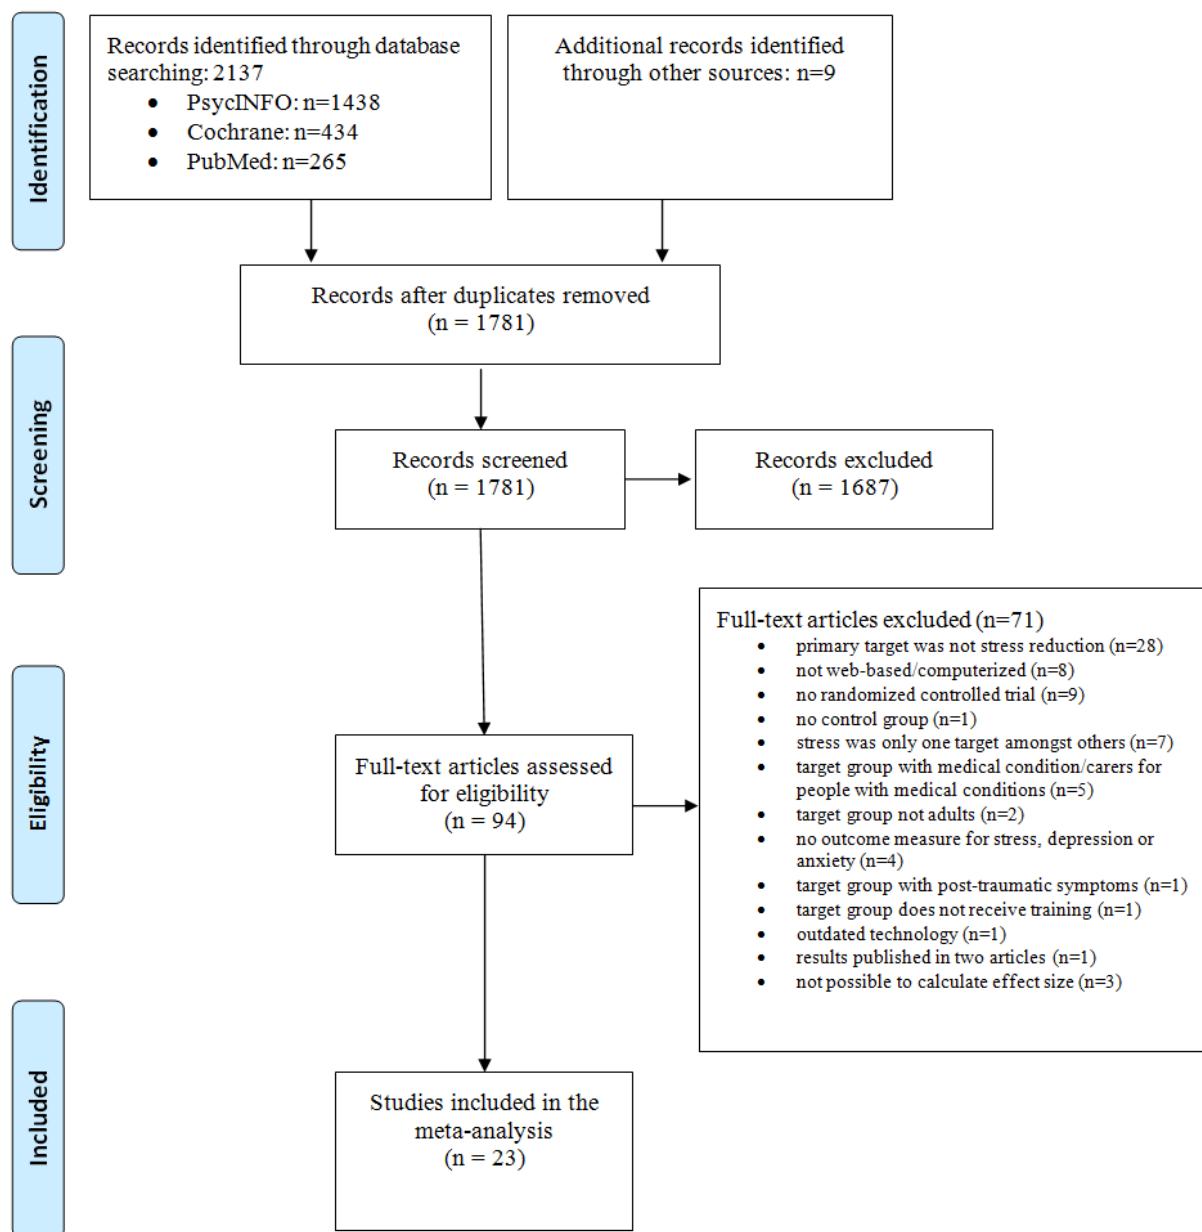 Identification
Records identified through database
searching: 2137
• PsycINFO: n=1438
• Cochrane: n=434
• PubMed: n=265
Additional records identified
through other sources: n=9
Records after duplicates removed
(n = 1781)
Screening
Records screened
(n = 1781)
Records excluded
(n = 1687)
Eligibility
Full-text articles assessed
for eligibility
(n = 94)
Full-text articles excluded (n=71)
• primary target was not stress reduction (n=28)
• not web-based/computerized (n=8)
• no randomized controlled trial (n=9)
• no control group (n=1)
• stress was only one target amongst others (n=7)
• target group with medical condition/carers for
people with medical conditions (n=5)
• target group not adults (n=2)
• no outcome measure for stress, depression or
anxiety (n=4)
• target group with post-traumatic symptoms (n=1)
• target group does not receive training (n=1)
• outdated technology (n=1)
• results published in two articles (n=1)
• not possible to calculate effect size (n=3)
Included
Studies included in the
meta-analysis
(n = 23)